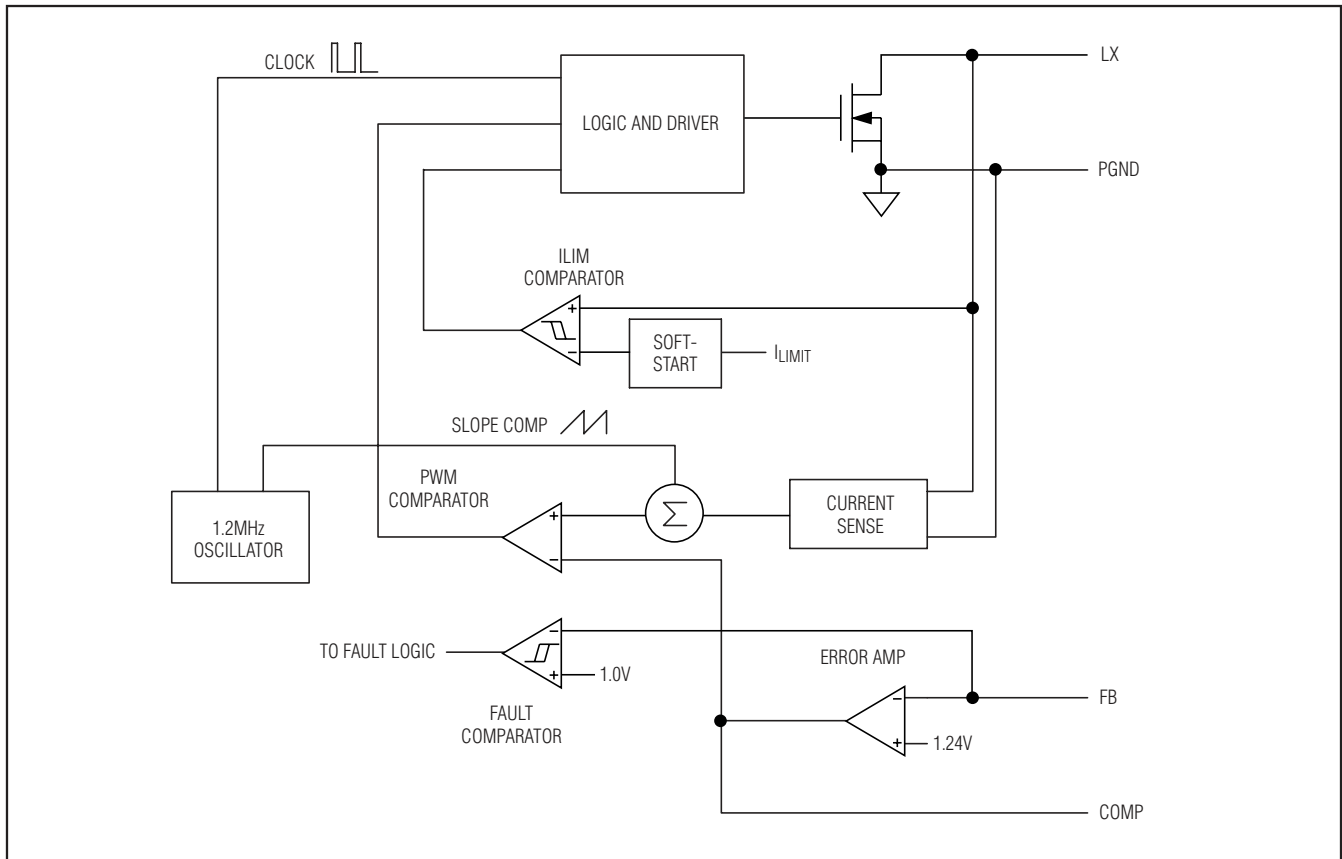 CLOCK
LX
LOGIC AND DRIVER
PGND
ILIM
COMPARATOR
+
−
SOFT-
START
ILIMIT
SLOPE COMP
PWM
COMPARATOR
+
−
Σ
CURRENT
SENSE
1.2MHz
OSCILLATOR
TO FAULT LOGIC
−
+
1.0V
FAULT
COMPARATOR
ERROR AMP
−
+
1.24V
FB
COMP